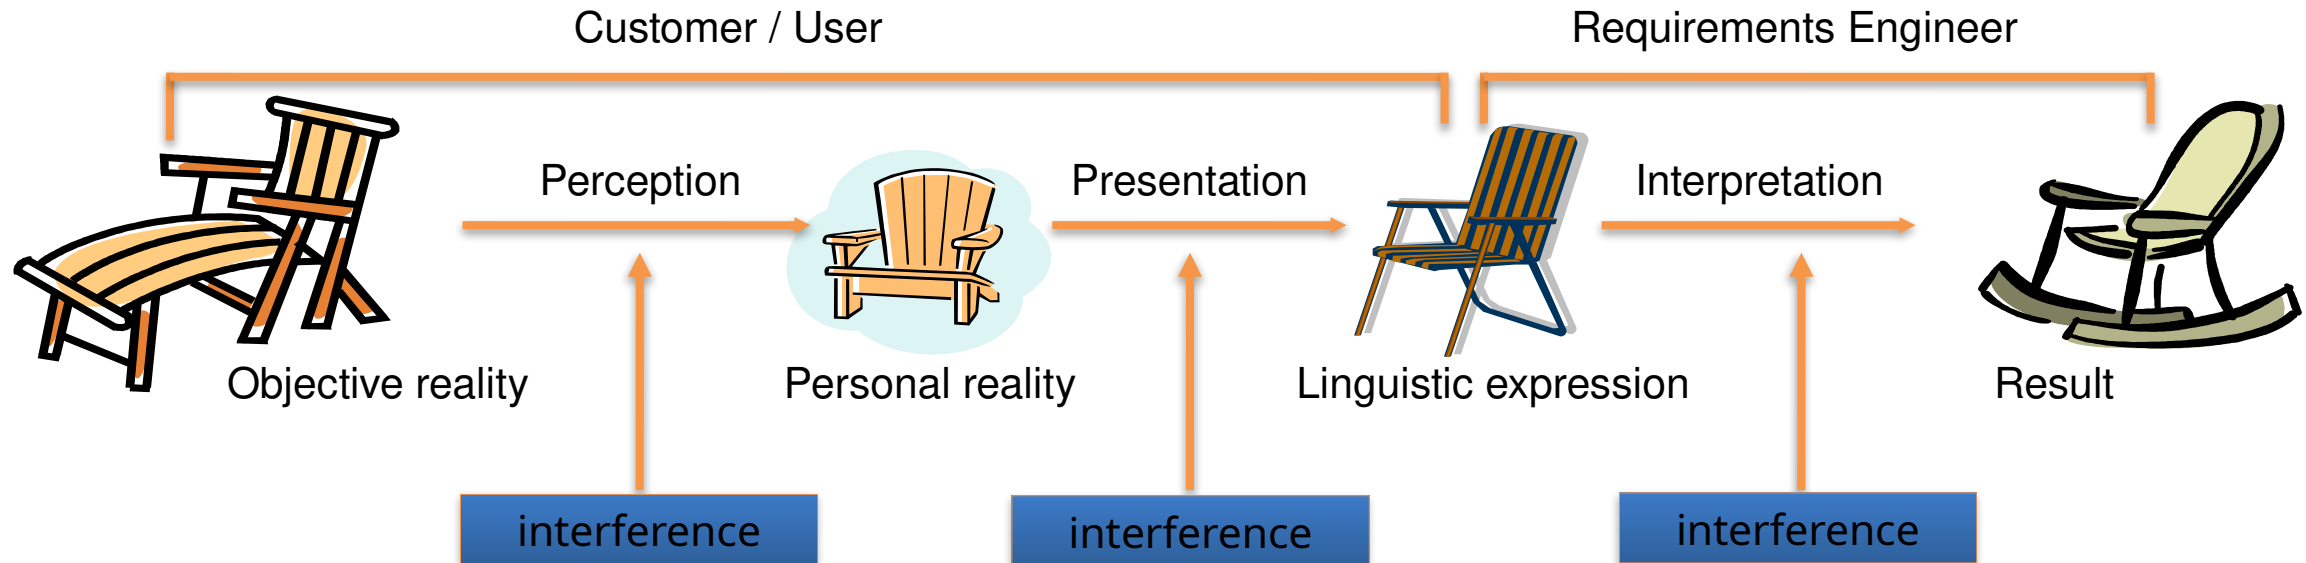 Customer / User
Requirements Engineer
Perception
Presentation
Interpretation
Objective reality
Personal reality
Linguistic expression
Result
interference
interference
interference